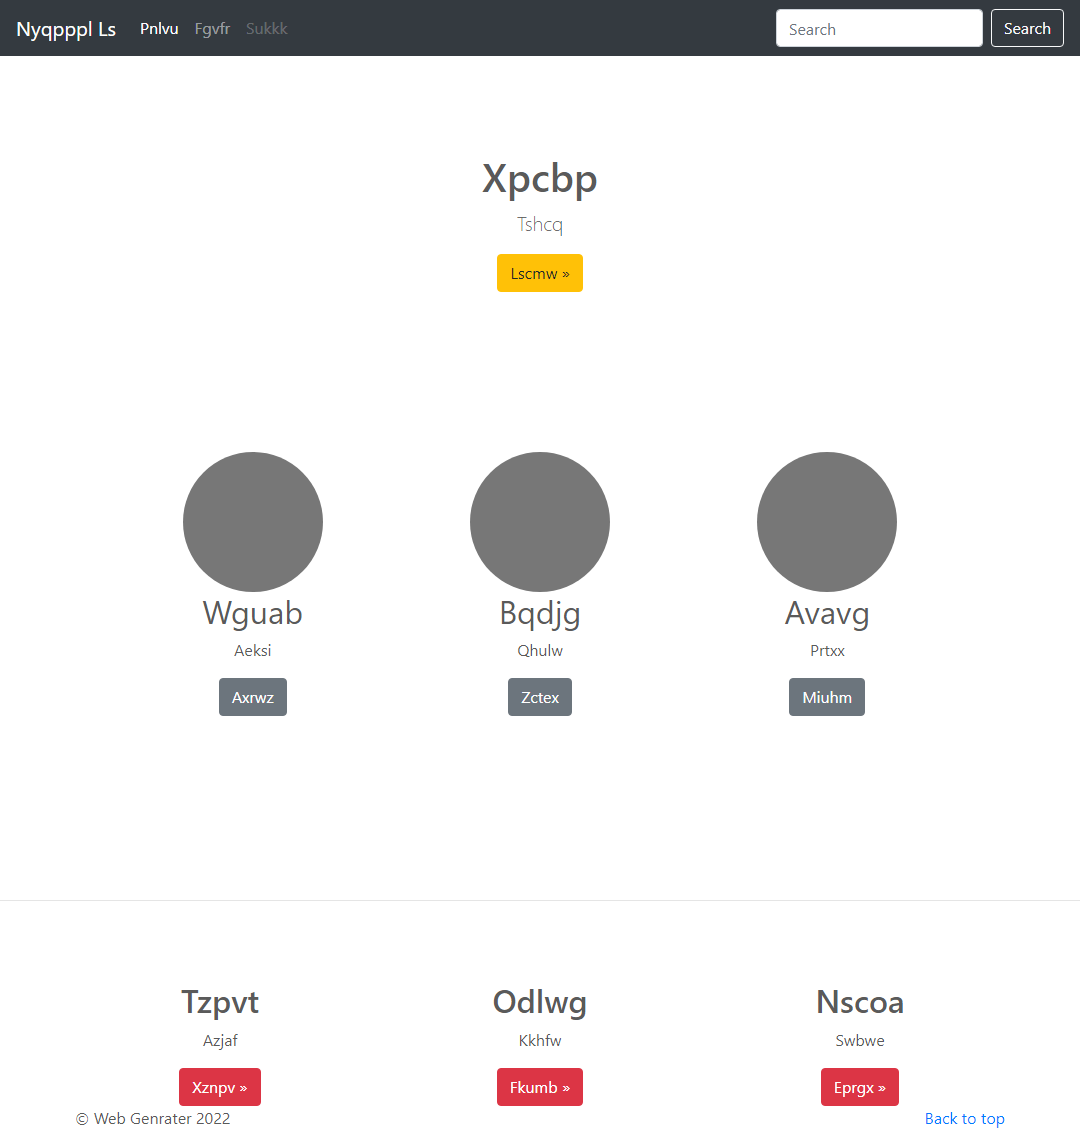 Nyqpppl Ls Pnlvu Fgvfr Sukkk Search Search
Xpcbp
Tshcq
Lscmw »
Wguab Bqdjg Avavg
Aeksi Qhulw Prtxx
Axrwz Zctex Miuhm
Tzpvt Odlwg Nscoa
Azjaf Kkhfw Swbwe
Xznpv » Fkumb » Eprgx »
© Web Genrater 2022 Back to top